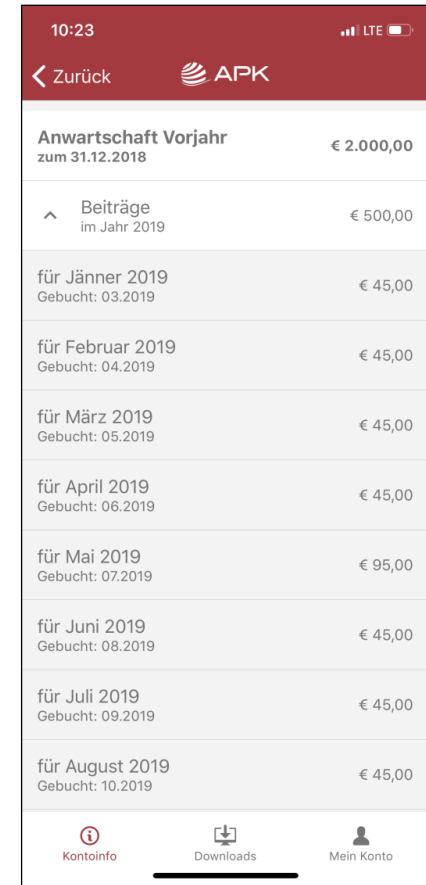 10:23
LTE
Zurück
APK
Anwartschaft Vorjahr
€ 2.000,00
zum 31.12.2018
Beiträge
€ 500,00
im Jahr 2019
für Jänner 2019
€ 45,00
Gebucht: 03.2019
für Februar 2019
€ 45,00
Gebucht: 04.2019
für März 2019
€ 45,00
Gebucht: 05.2019
für April 2019
€ 45,00
Gebucht: 06.2019
für Mai 2019
€ 95,00
Gebucht: 07.2019
für Juni 2019
€ 45,00
Gebucht: 08.2019
für Juli 2019
€ 45,00
Gebucht: 09.2019
für August 2019
€ 45,00
Gebucht: 10.2019
Kontoinfo
Downloads
Mein Konto